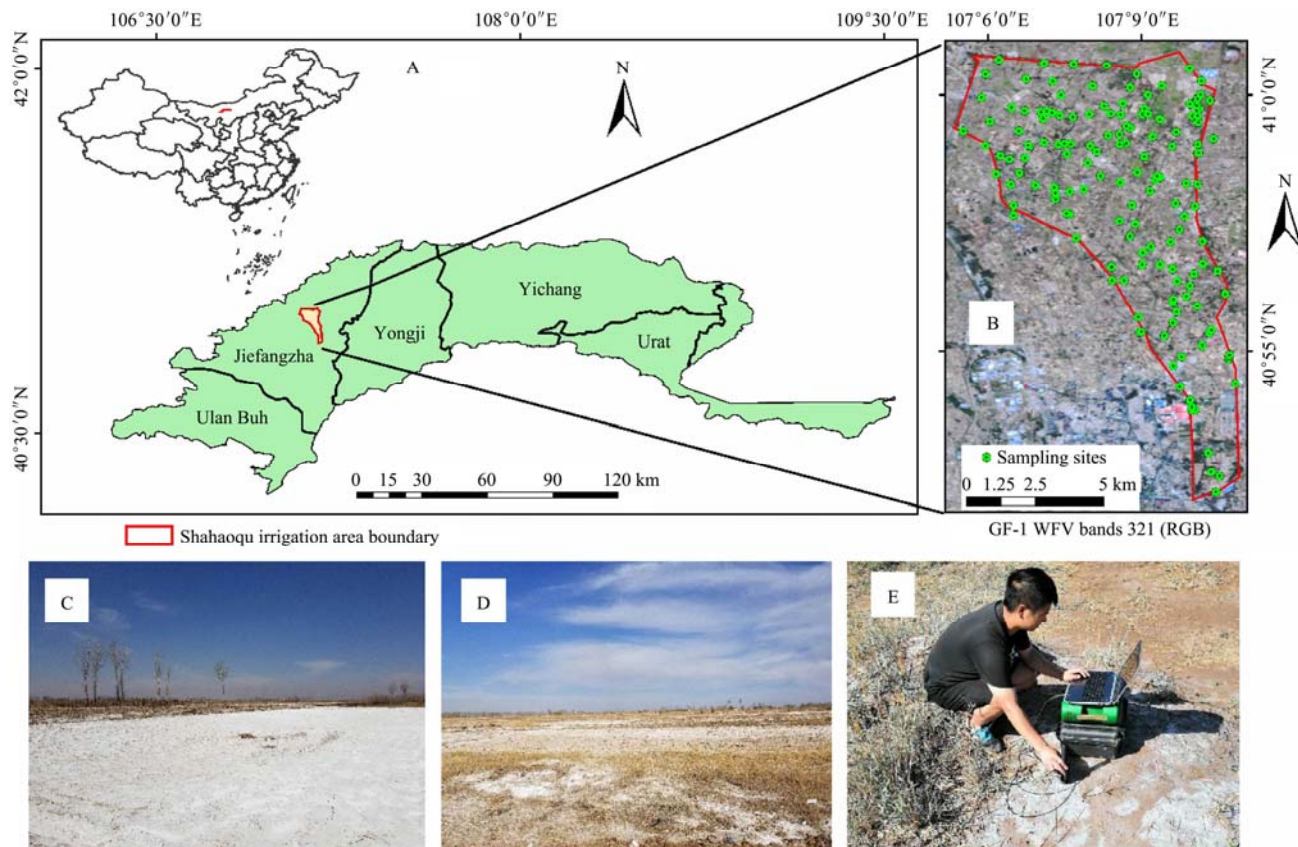 106°30′0″E
108°0′0″E
109°30′0″E
107°6′0″E
107°9′0″E
42°0′0″N
A
N
41°0′0″N
N
Yichang
Yongji
Jiefangzha
Urat
Ulan Buh
B
40°55′0″N
40°30′0″N
0 15 30 60 90 120 km
Sampling sites
0 1.25 2.5 5 km
Shahaoqu irrigation area boundary
GF-1 WFV bands 321 (RGB)
C
D
E